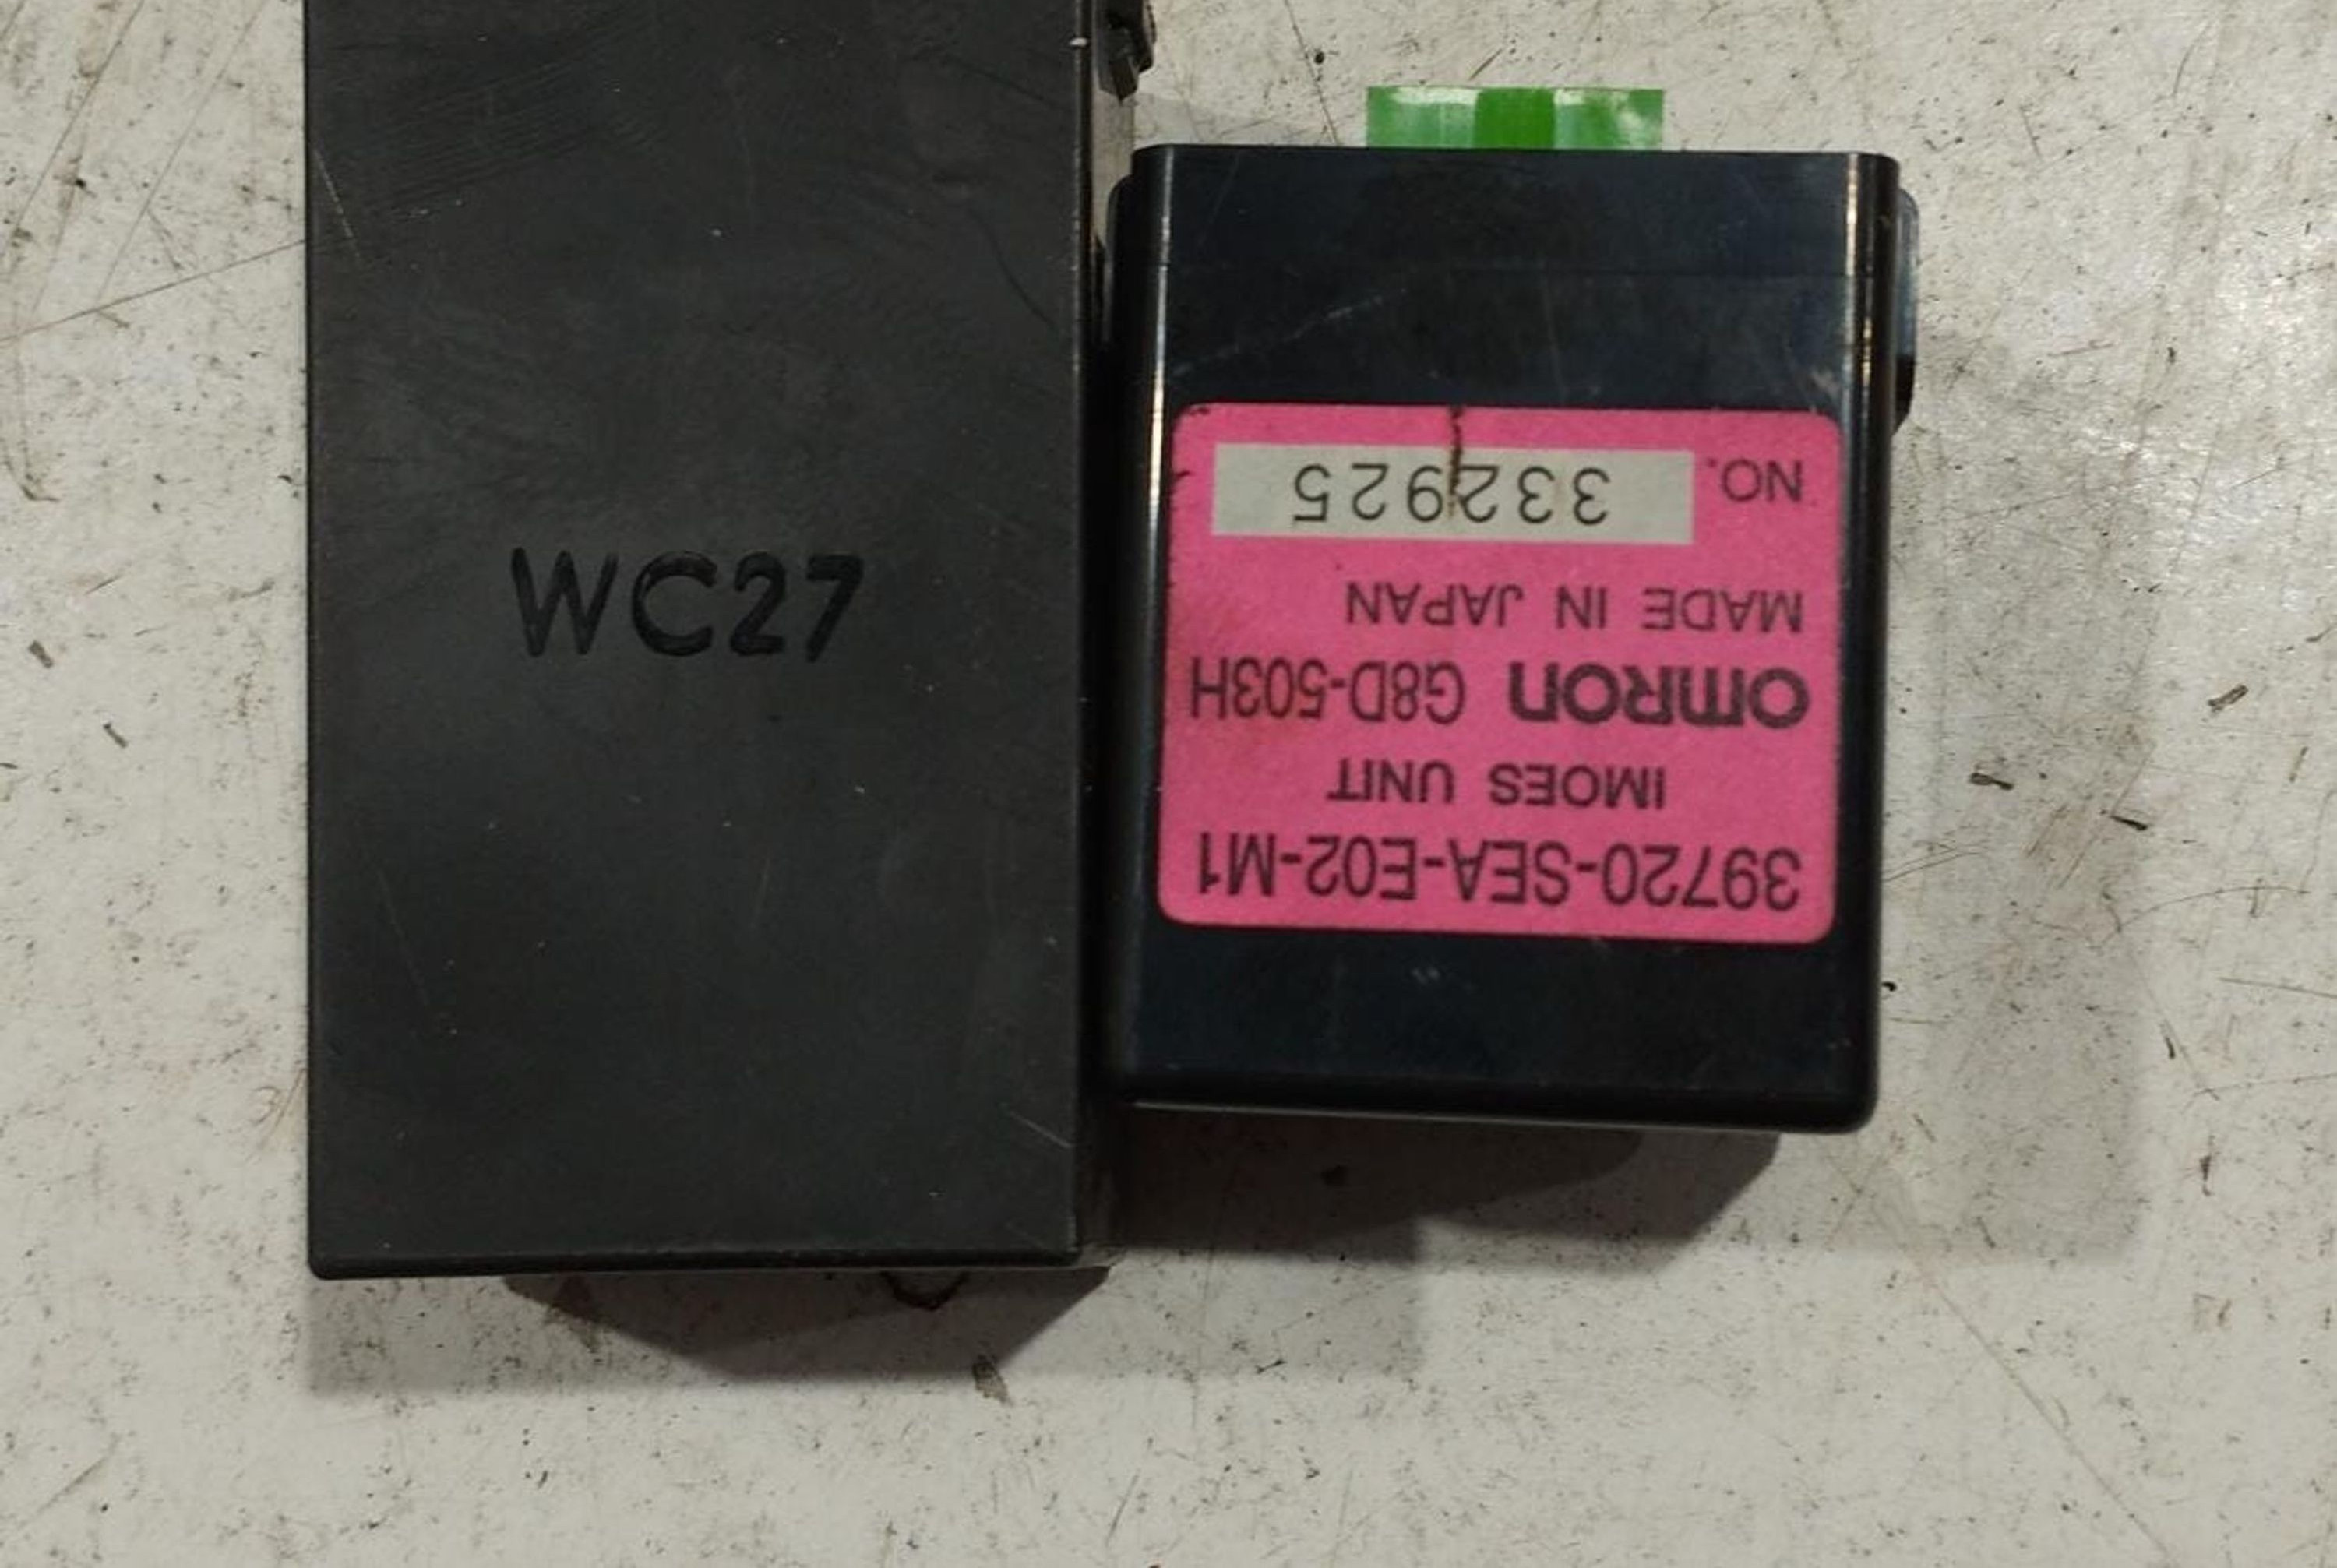 WC27
39720-SEA-E02-M1
IMOES UNIT
OMRON G8D-503H
MADE IN JAPAN
NO. 332925